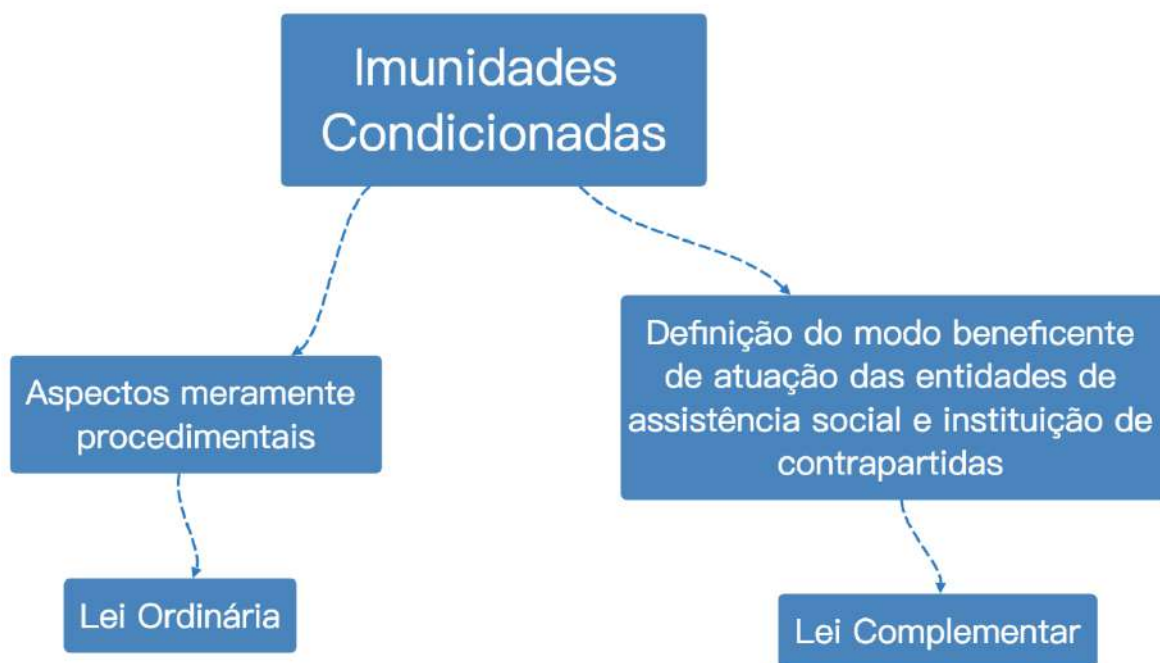 Imunidades
Condicionadas
Aspectos meramente
procedimentais
Definição do modo beneficente
de atuação das entidades de
assistência social e instituição de
contrapartidas
Lei Ordinária
Lei Complementar